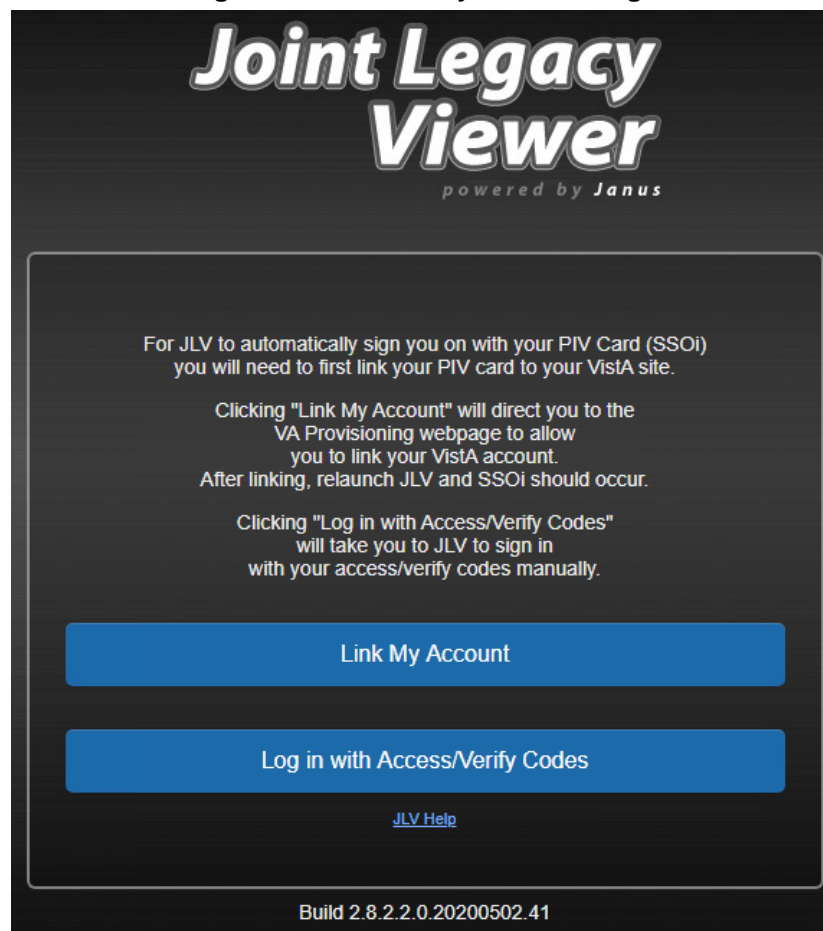 Joint Legacy
Viewer
powered by Janus
For JLV to automatically sign you on with your PIV Card (SSOi)
you will need to first link your PIV card to your VistA site.
Clicking "Link My Account" will direct you to the
VA Provisioning webpage to allow
you to link your VistA account.
After linking, relaunch JLV and SSOi should occur.
Clicking "Log in with Access/Verify Codes"
will take you to JLV to sign in
with your access/verify codes manually.
Link My Account
Log in with Access/Verify Codes
JLV Help
Build 2.8.2.2.0.20200502.41